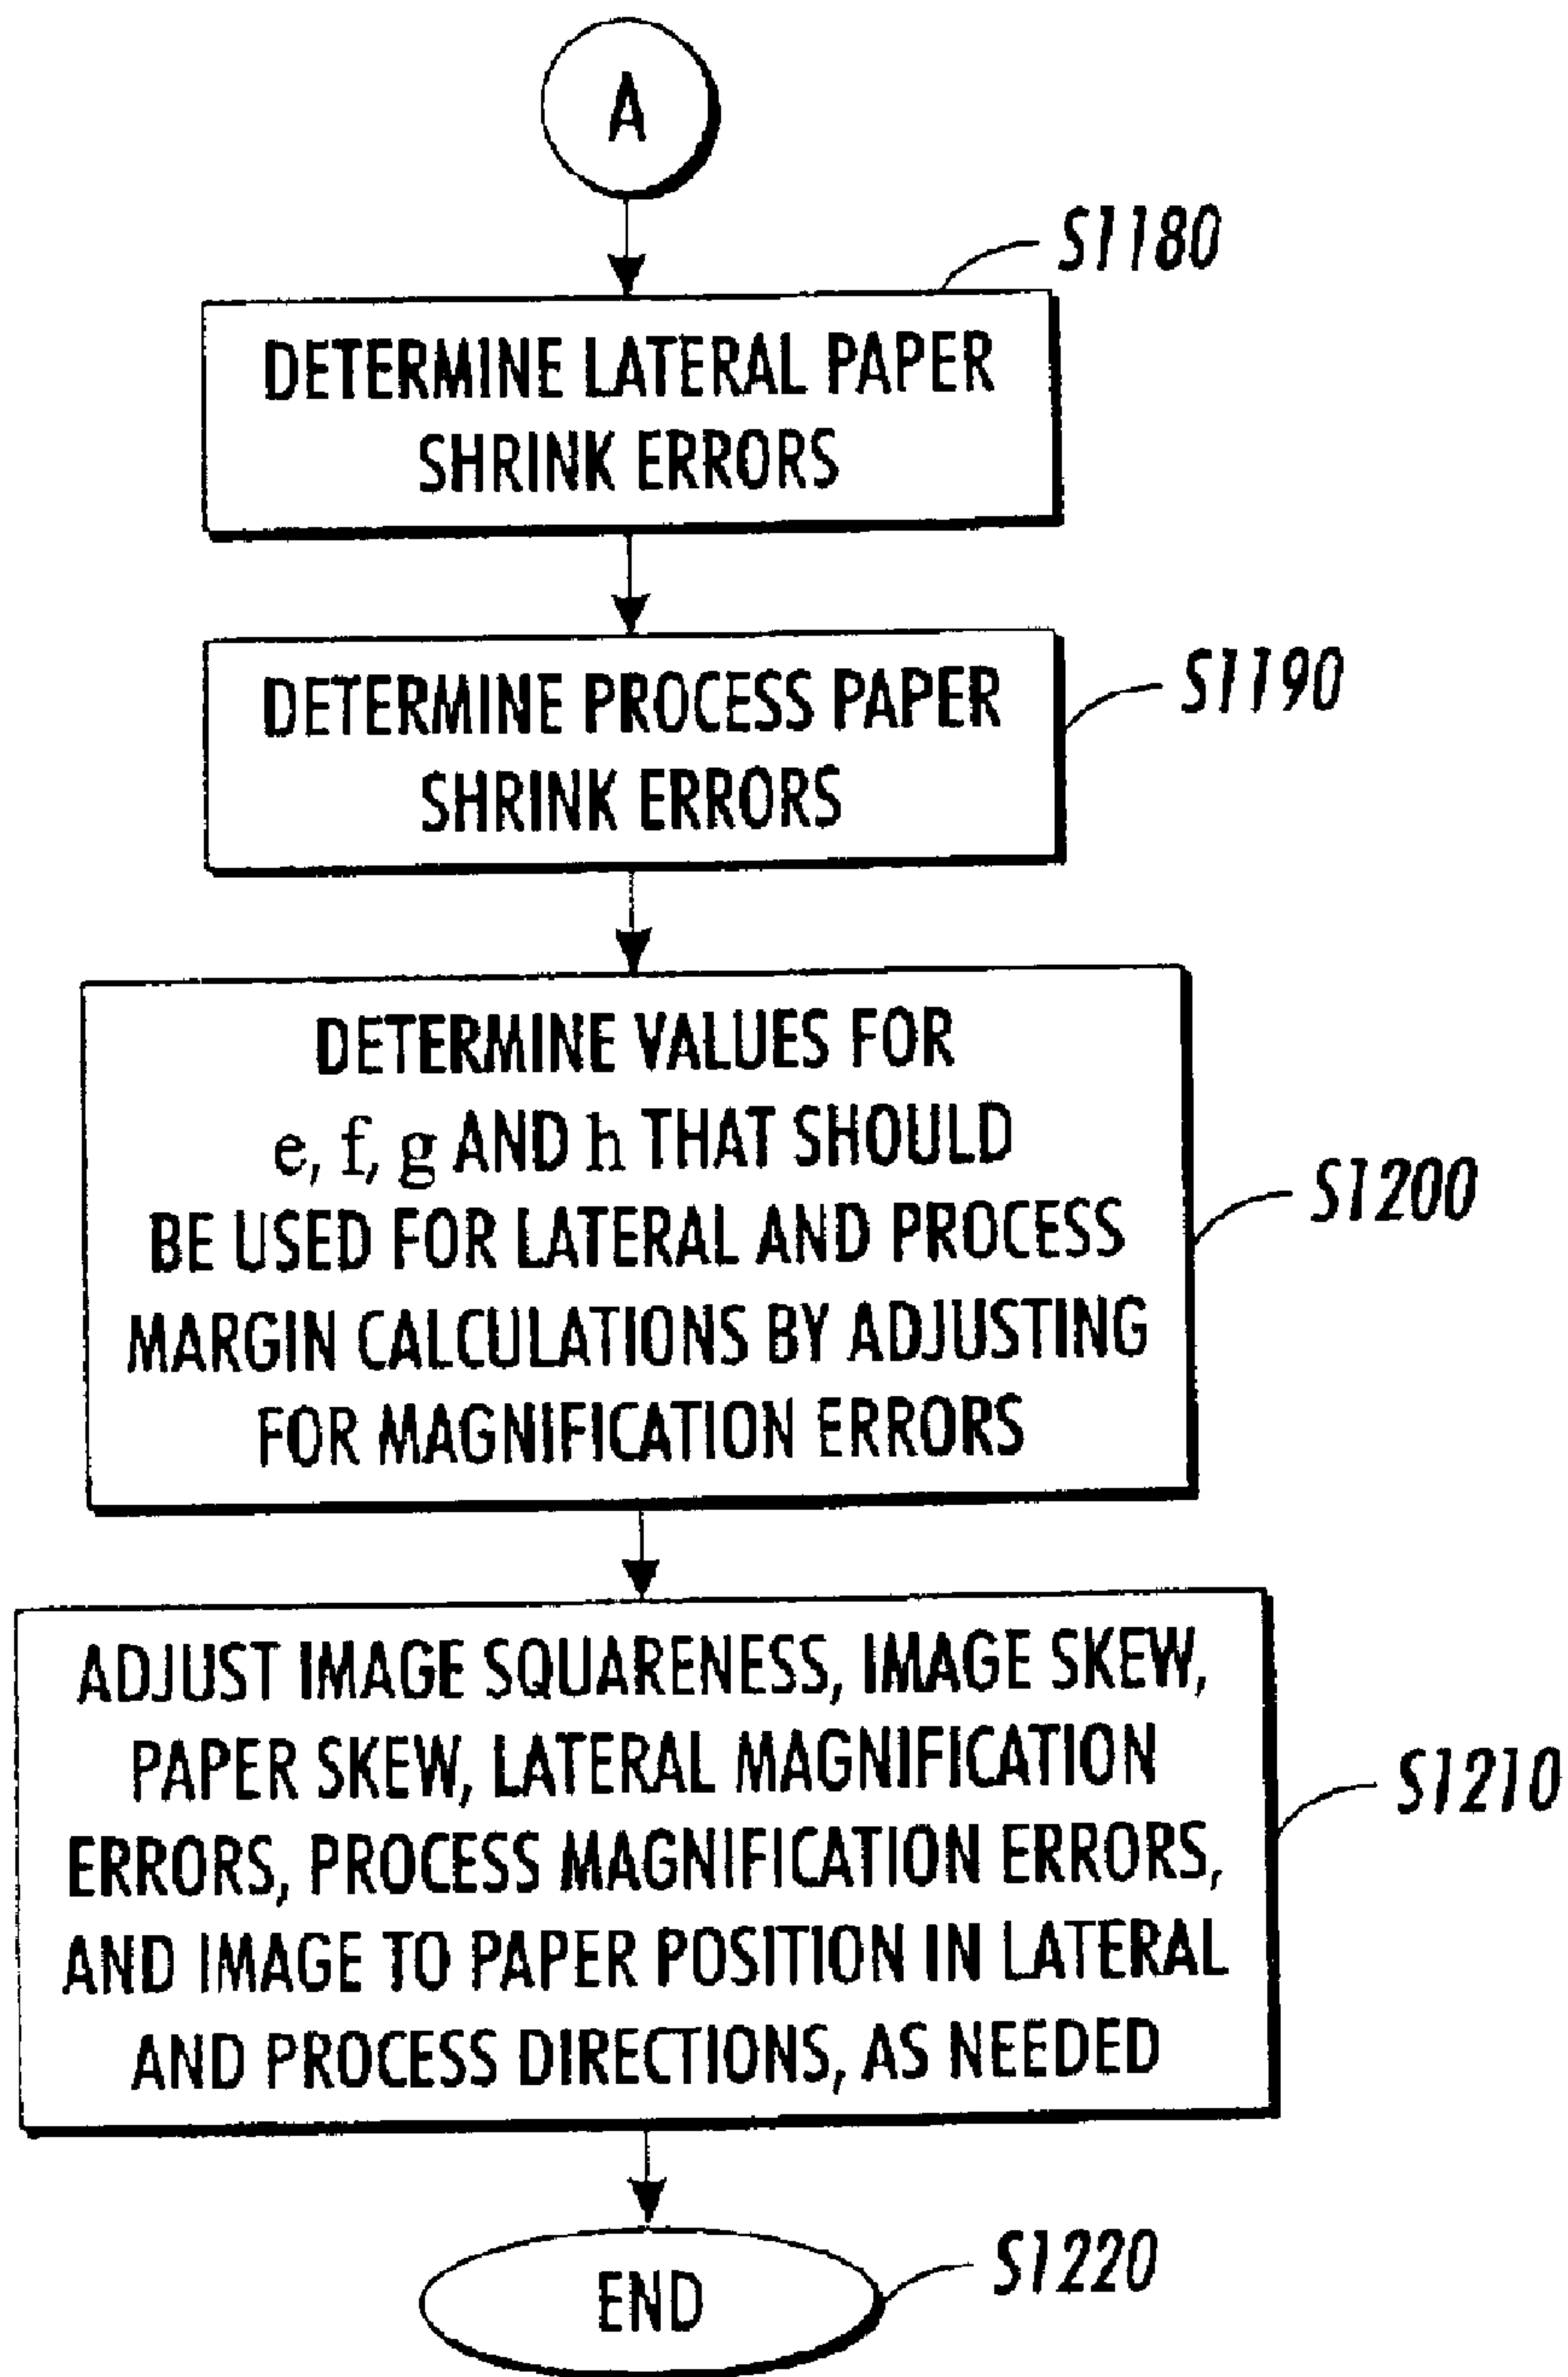 A
S1180
DETERMINE LATERAL PAPER
SHRINK ERRORS
S1190
DETERMINE PROCESS PAPER
SHRINK ERRORS
S1200
DETERMINE VALUES FOR
e, f, g AND h THAT SHOULD
BE USED FOR LATERAL AND PROCESS
MARGIN CALCULATIONS BY ADJUSTING
FOR MAGNIFICATION ERRORS
S1210
ADJUST IMAGE SQUARENESS, IMAGE SKEW,
PAPER SKEW, LATERAL MAGNIFICATION
ERRORS, PROCESS MAGNIFICATION ERRORS,
AND IMAGE TO PAPER POSITION IN LATERAL
AND PROCESS DIRECTIONS, AS NEEDED
S1220
END